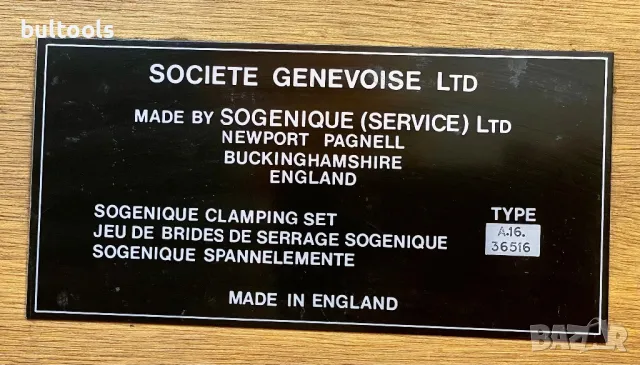 bultools
SOCIETE GENEVOISE LTD
MADE BY SOGENIQUE (SERVICE) LTD
NEWPORT PAGNELL
BUCKINGHAMSHIRE
ENGLAND
SOGENIQUE CLAMPING SET
JEU DE BRIDES DE SERRAGE SOGENIQUE
SOGENIQUE SPANNELEMENTE
TYPE
A.16.
36516
MADE IN ENGLAND
BAZAR